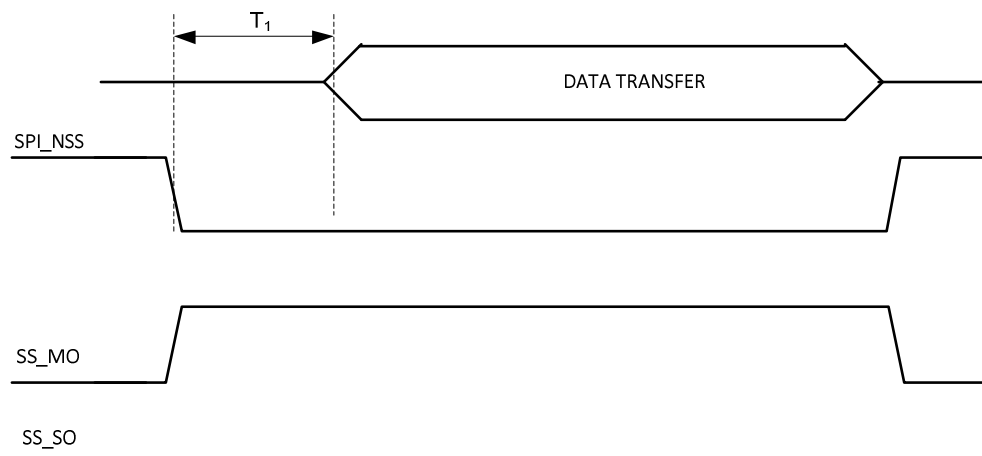 T₁
DATA TRANSFER
SPI_NSS
SS_MO
SS_SO